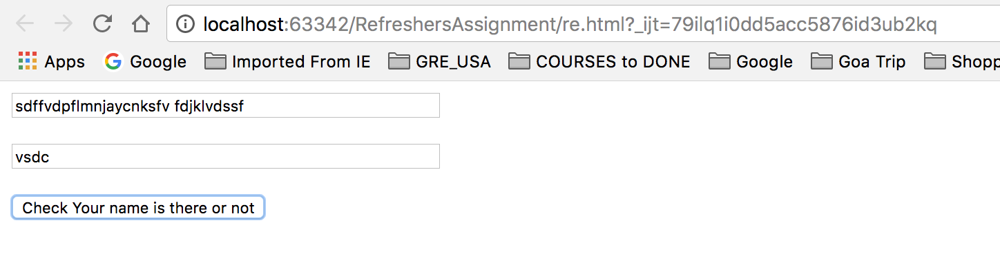 localhost:63342/RefreshersAssignment/re.html?_ijt=79ilq1i0dd5acc5876id3ub2kq
Apps Google Imported From IE GRE_USA COURSES to DONE Google Goa Trip Shopp
sdffvdpflmnjaycnksfv fdjklvdssf
vsdc
Check Your name is there or not